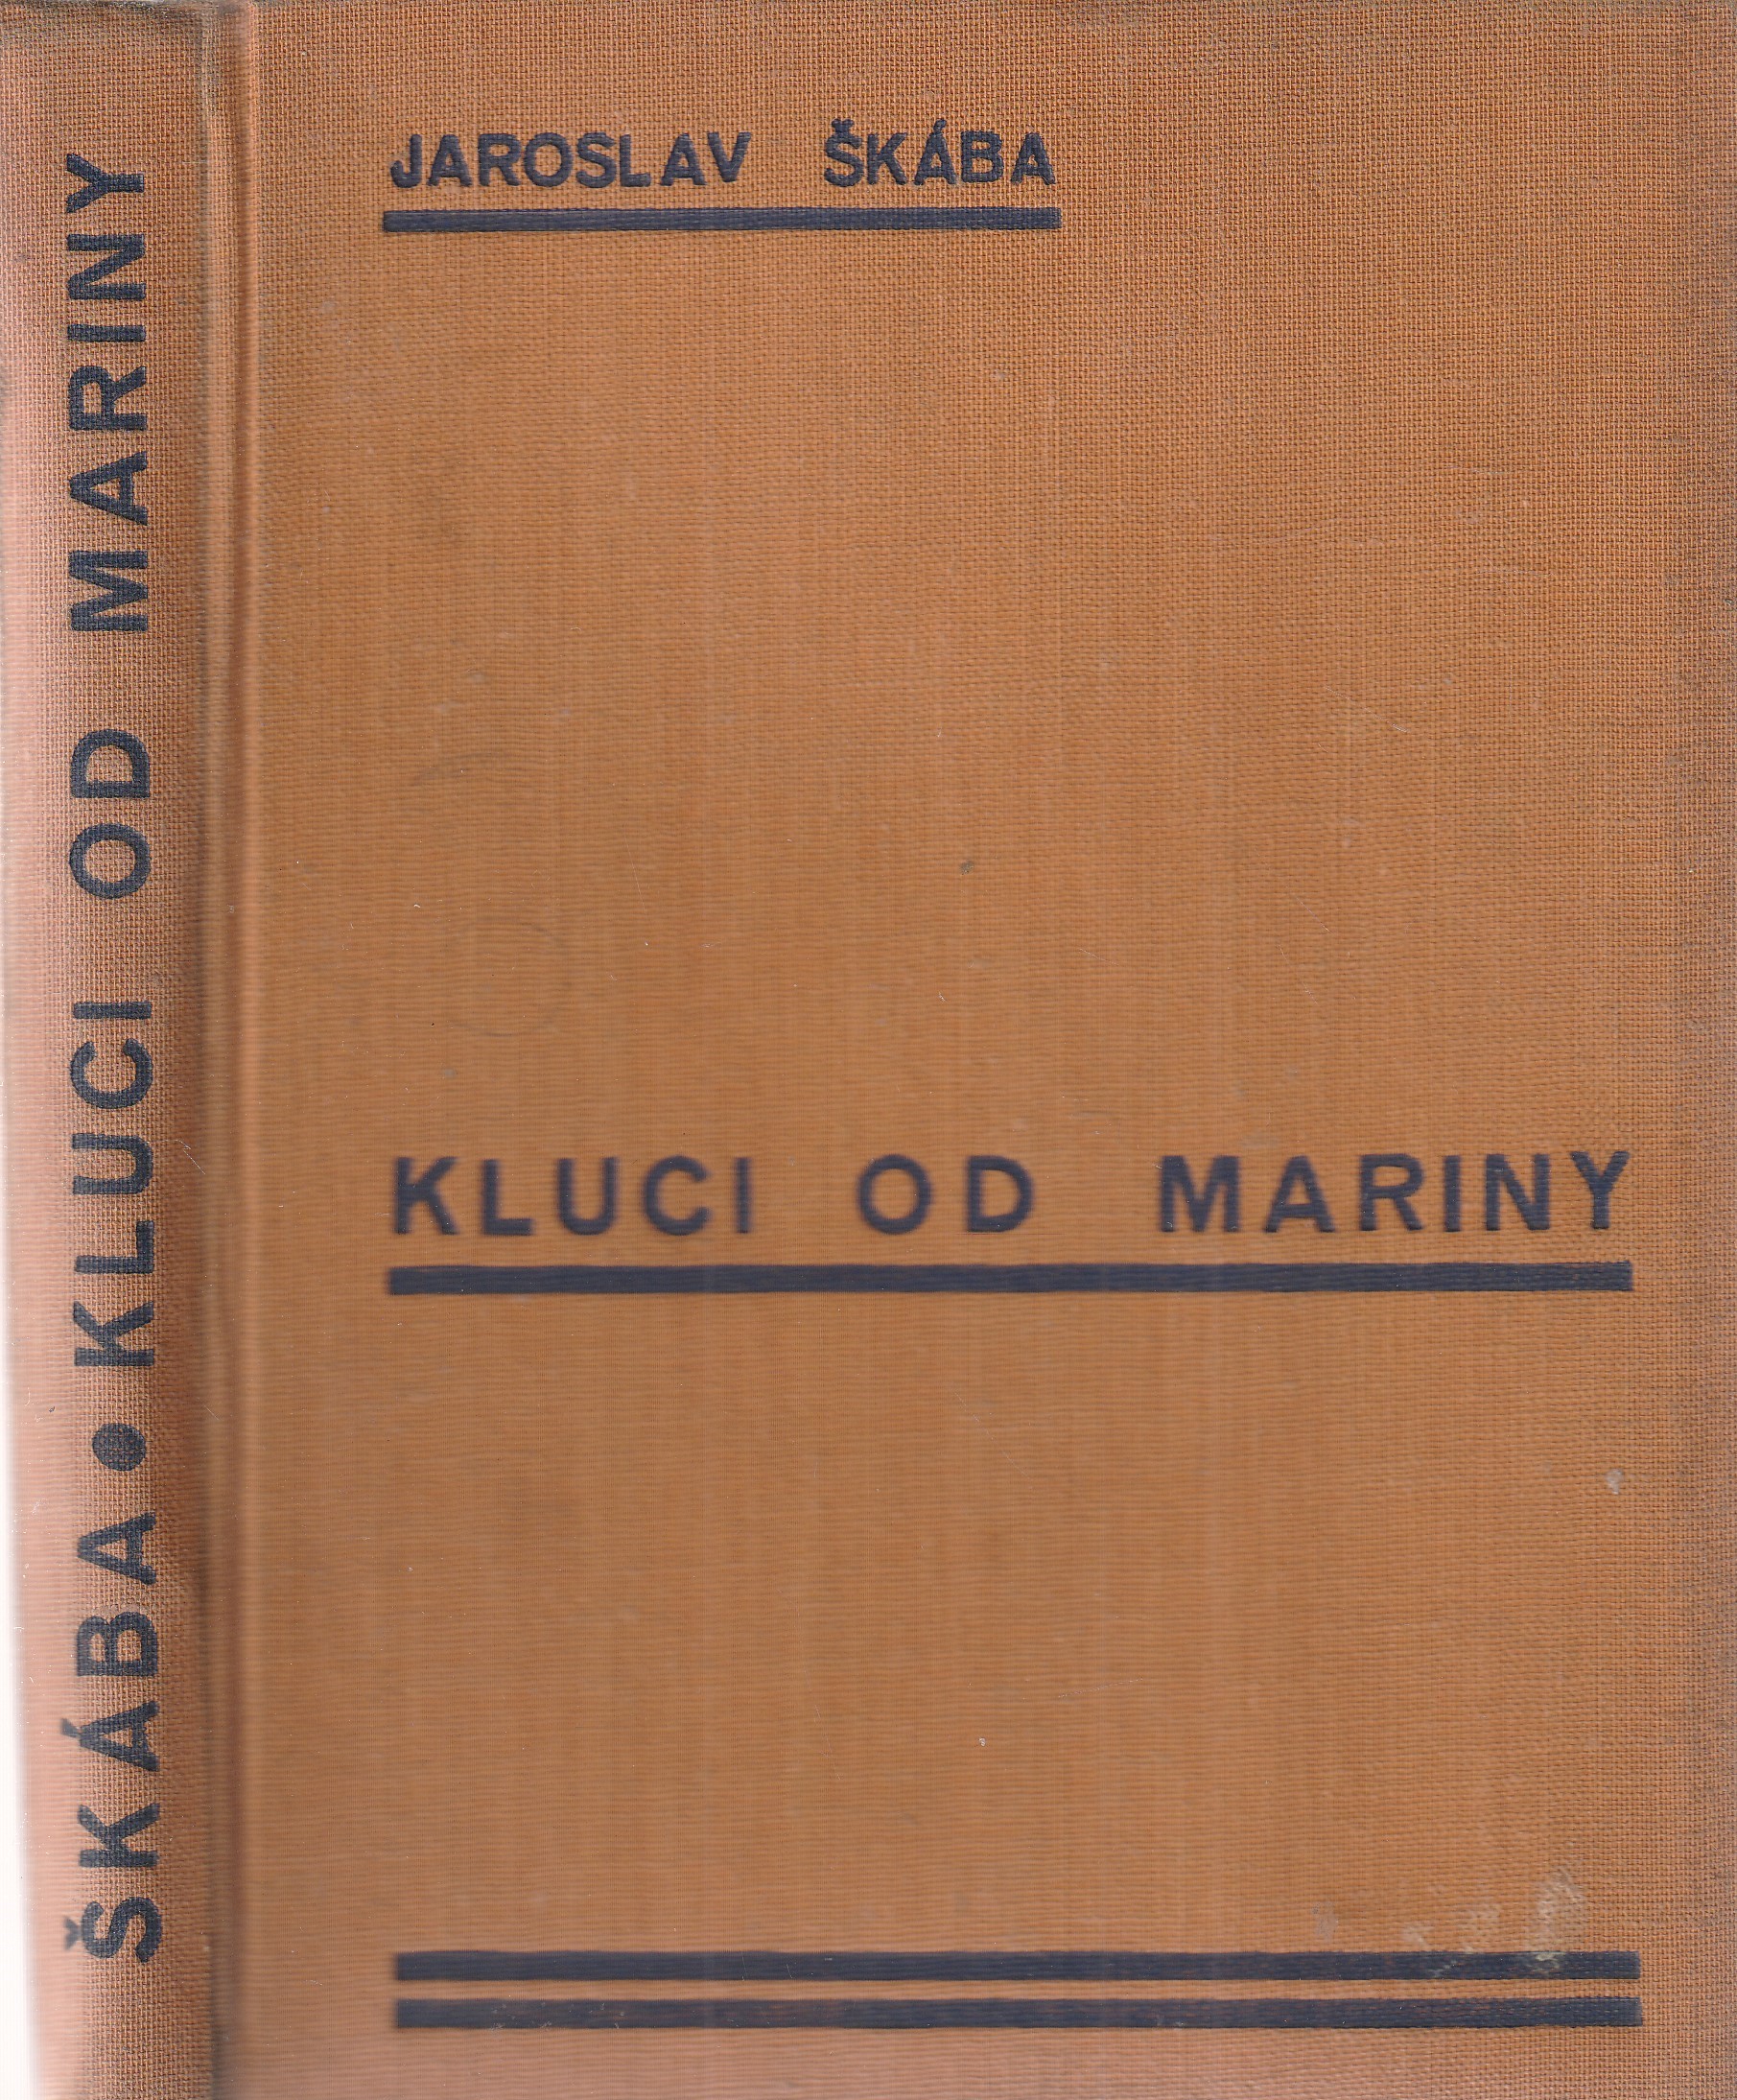 JAROSLAV ŠKÁBA
KLUCI OD MARINY
ŠKÁBA • KLUCI OD MARINY